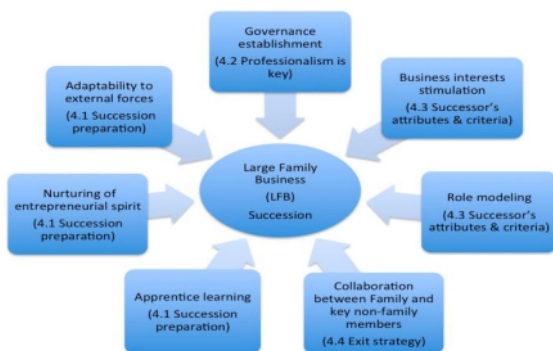 Governance
establishment
(4.2 Professionalism is
key)
Adaptability to
external forces
(4.1 Succession
preparation)
Business interests
stimulation
(4.3 Successor's
attributes & criteria)
Large Family
Business
(LFB)
Succession
Nurturing of
entrepreneurial spirit
(4.1 Succession
preparation)
Role modeling
(4.3 Successor's
attributes & criteria)
Apprentice learning
(4.1 Succession
preparation)
Collaboration
between Family and
key non-family
members
(4.4 Exit strategy)